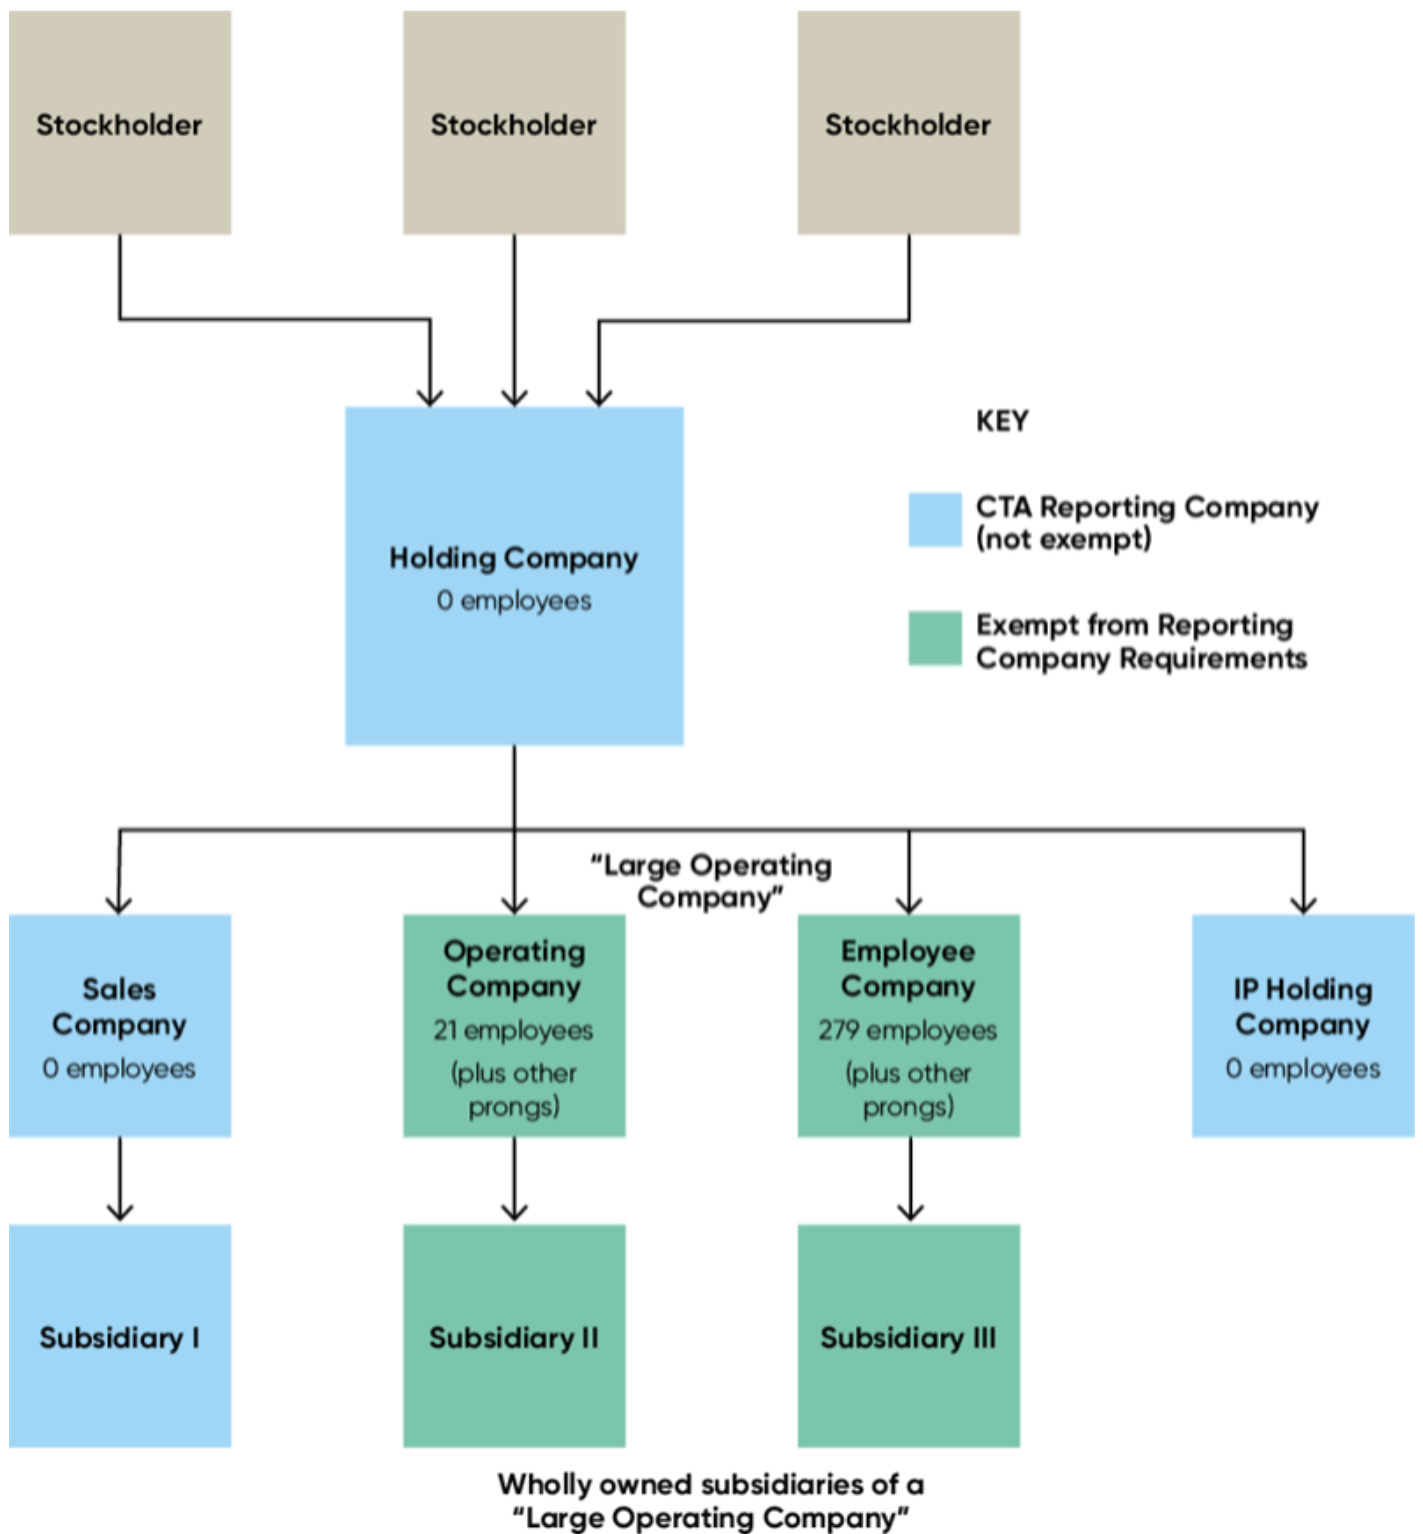 Stockholder
Stockholder
Stockholder
Holding Company
0 employees
KEY
CTA Reporting Company
(not exempt)
Exempt from Reporting
Company Requirements
“Large Operating
Company”
Sales
Company
0 employees
Operating
Company
21 employees
(plus other
prongs)
Employee
Company
279 employees
(plus other
prongs)
IP Holding
Company
0 employees
Subsidiary I
Subsidiary II
Subsidiary III
Wholly owned subsidiaries of a
“Large Operating Company”